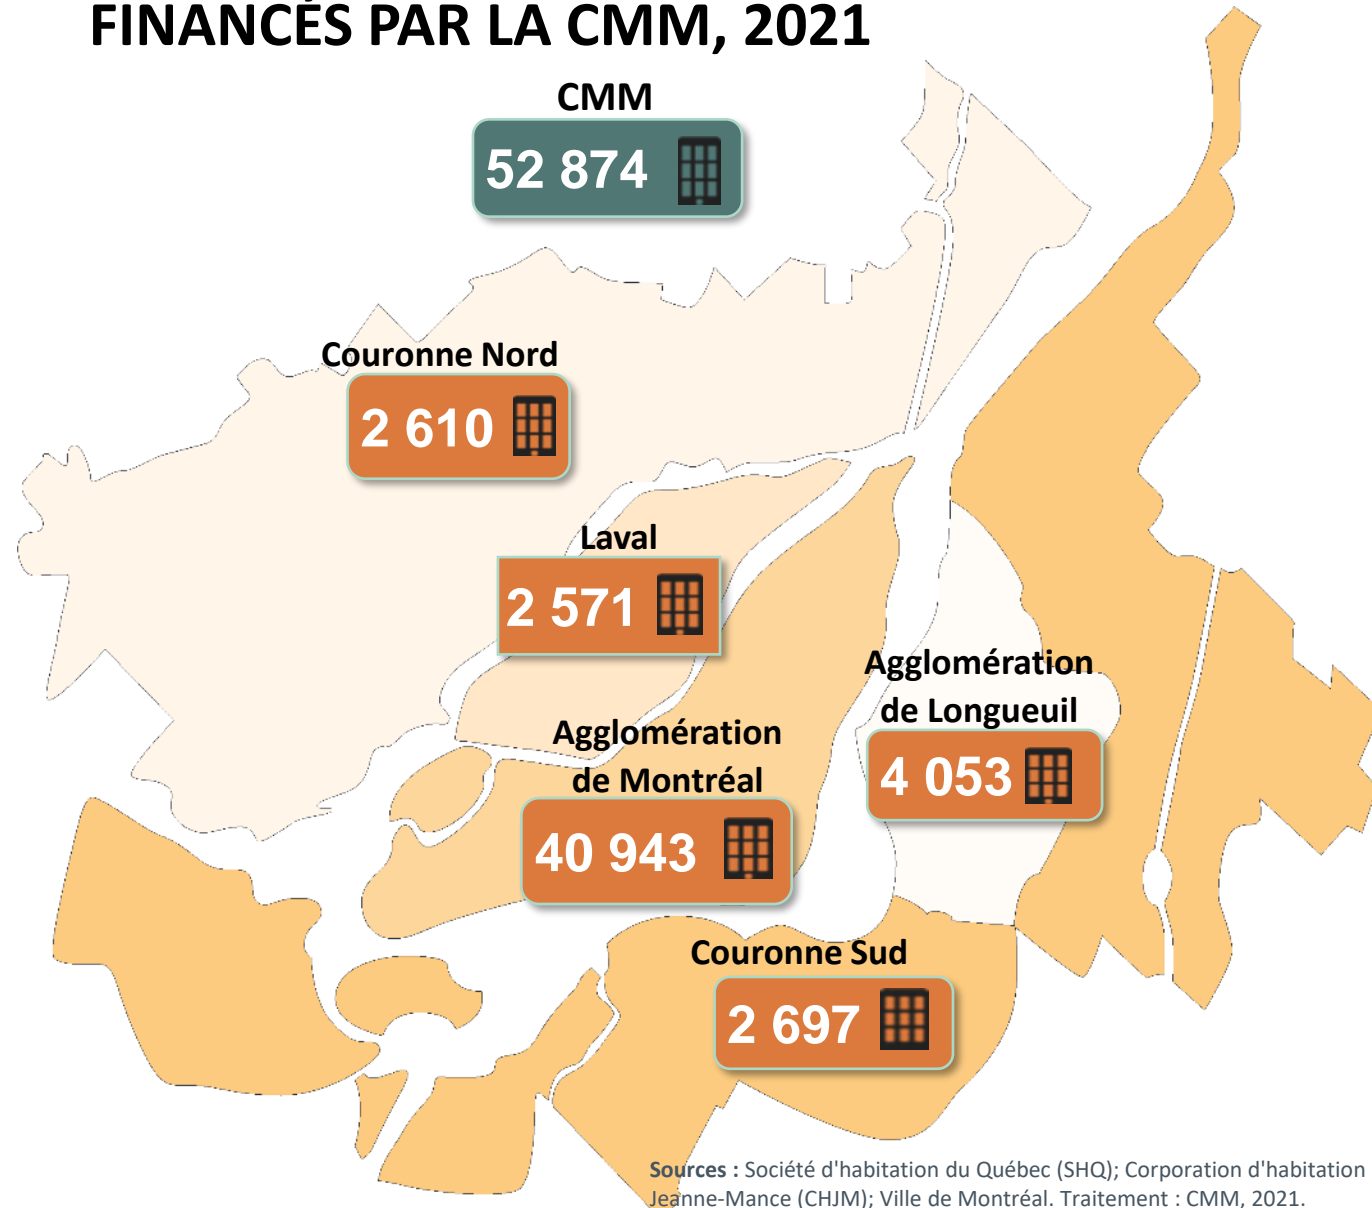 FINANCÉS PAR LA CMM, 2021
CMM
52 874
Couronne Nord
2 610
Laval
2 571
Agglomération
de Longueuil
4 053
Agglomération
de Montréal
40 943
Couronne Sud
2 697
Sources : Société d'habitation du Québec (SHQ); Corporation d'habitation
Jeanne-Mance (CHJM); Ville de Montréal. Traitement : CMM, 2021.